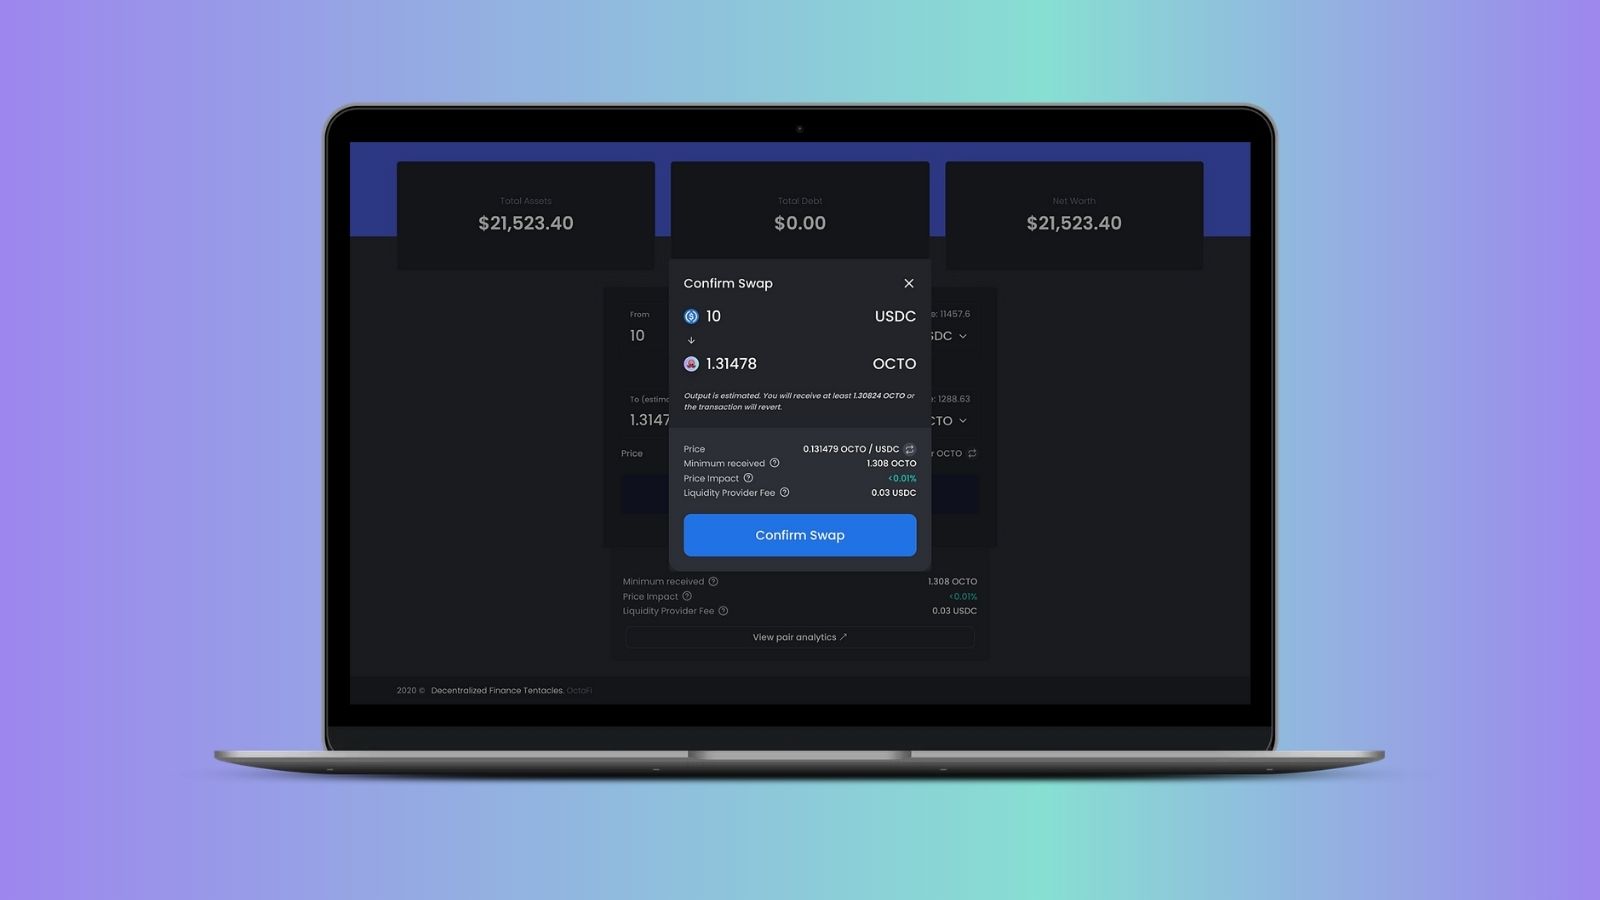 Total Assets
$21,523.40
Total Debt
$0.00
Net Worth
$21,523.40
Confirm Swap
10 USDC
1.31478 OCTO
Output is estimated. You will receive at least 1.30824 OCTO or
the transaction will revert.
Price 0.131479 OCTO / USDC
Minimum received 1.308 OCTO
Price Impact <0.01%
Liquidity Provider Fee 0.03 USDC
Confirm Swap
From e: 11457.6
10 SDC
To (estim e: 1288.63
1.3147 CTO
Price r OCTO
Minimum received 1.308 OCTO
Price Impact <0.01%
Liquidity Provider Fee 0.03 USDC
View pair analytics ↗
2020 © Decentralized Finance Tentacles. OctaFi